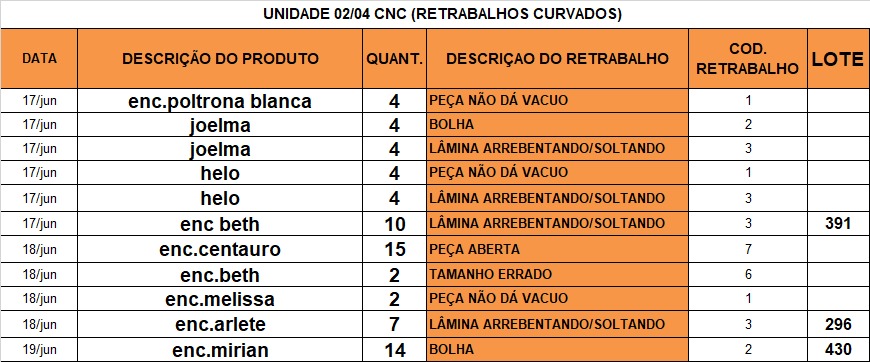 UNIDADE 02/04 CNC (RETRABALHOS CURVADOS)
DATA DESCRIÇÃO DO PRODUTO QUANT. DESCRIÇAO DO RETRABALHO COD. RETRABALHO LOTE
17/jun enc.poltrona blanca 4 PEÇA NÃO DÁ VACUO 1
17/jun joelma 4 BOLHA 2
17/jun joelma 4 LÂMINA ARREBENTANDO/SOLTANDO 3
17/jun helo 4 PEÇA NÃO DÁ VACUO 1
17/jun helo 4 LÂMINA ARREBENTANDO/SOLTANDO 3
17/jun enc beth 10 LÂMINA ARREBENTANDO/SOLTANDO 3 391
18/jun enc.centauro 15 PEÇA ABERTA 7
18/jun enc.beth 2 TAMANHO ERRADO 6
18/jun enc.melissa 2 PEÇA NÃO DÁ VACUO 1
18/jun enc.arlete 7 LÂMINA ARREBENTANDO/SOLTANDO 3 296
19/jun enc.mirian 14 BOLHA 2 430